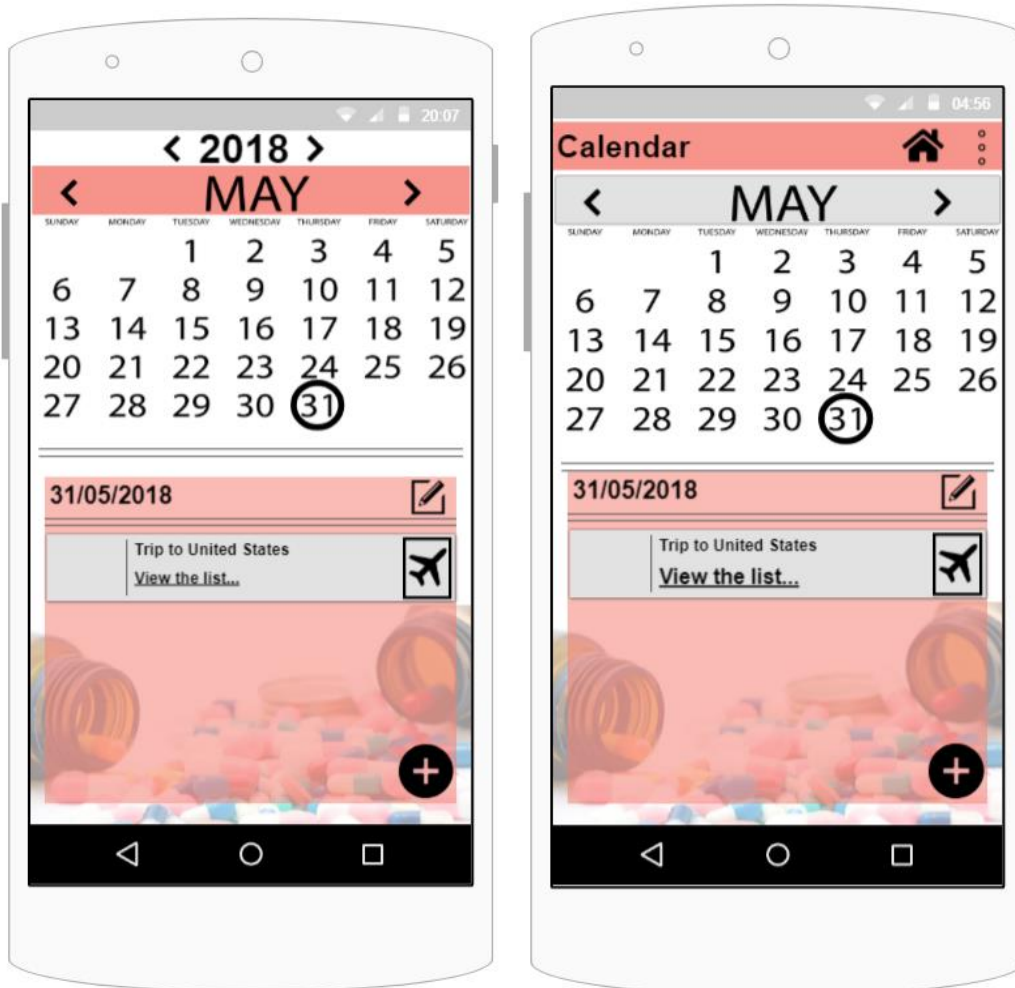 20:07
2018
MAY
SUNDAY MONDAY TUESDAY WEDNESDAY THURSDAY FRIDAY SATURDAY
1 2 3 4 5
6 7 8 9 10 11 12
13 14 15 16 17 18 19
20 21 22 23 24 25 26
27 28 29 30 31
31/05/2018
Trip to United States
View the list...
04:56
Calendar
MAY
SUNDAY MONDAY TUESDAY WEDNESDAY THURSDAY FRIDAY SATURDAY
1 2 3 4 5
6 7 8 9 10 11 12
13 14 15 16 17 18 19
20 21 22 23 24 25 26
27 28 29 30 31
31/05/2018
Trip to United States
View the list...